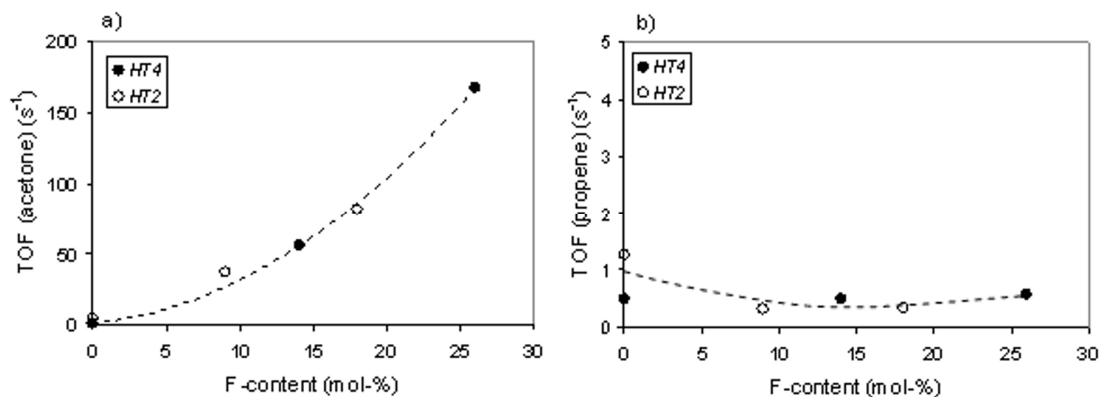 a)
TOF (acetone) (s⁻¹)
200
150
100
50
0
HT4
HT2
0 5 10 15 20 25 30
F-content (mol-%)
b)
TOF (propene) (s⁻¹)
5
4
3
2
1
0
HT4
HT2
0 5 10 15 20 25 30
F-content (mol-%)